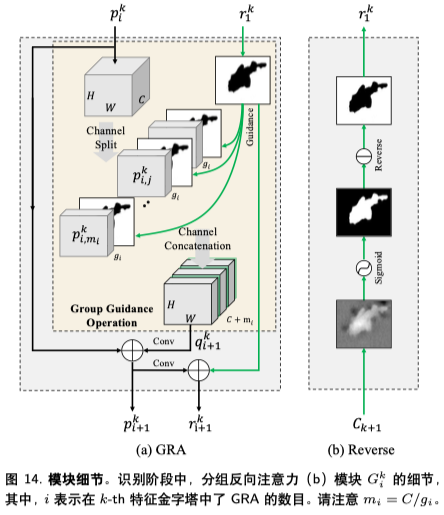 p_i^k r_1^k r_1^k
H W C
Channel
Split
Guidance
g_i
p_{i,j}^k g_i
p_{i,m_i}^k g_i
Channel
Concatenation
H W C + m_i
Group Guidance
Operation
Conv q_{i+1}^k
Conv
p_{i+1}^k r_{i+1}^k
Reverse
Sigmoid
C_{k+1}
(a) GRA (b) Reverse
图 14. 模块细节。识别阶段中，分组反向注意力 (b) 模块 G_i^k 的细节，
其中，i 表示在 k-th 特征金字塔中了 GRA 的数目。请注意 m_i = C/g_i。